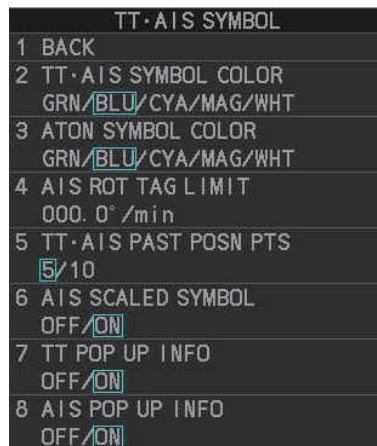 TT・AIS SYMBOL
1 BACK
2 TT・AIS SYMBOL COLOR
GRN/BLU/CYA/MAG/WHT
3 ATON SYMBOL COLOR
GRN/BLU/CYA/MAG/WHT
4 AIS ROT TAG LIMIT
000.0°/min
5 TT・AIS PAST POSN PTS
5/10
6 AIS SCALED SYMBOL
OFF/ON
7 TT POP UP INFO
OFF/ON
8 AIS POP UP INFO
OFF/ON